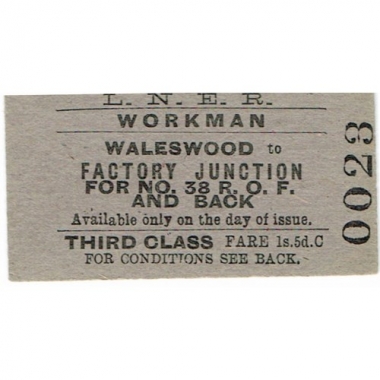 L. N. E. R.
WORKMAN
WALESWOOD to
FACTORY JUNCTION
FOR NO. 38 R. O. F.
AND BACK
Available only on the day of issue.
THIRD CLASS FARE 1s.5d.C
FOR CONDITIONS SEE BACK.
0023